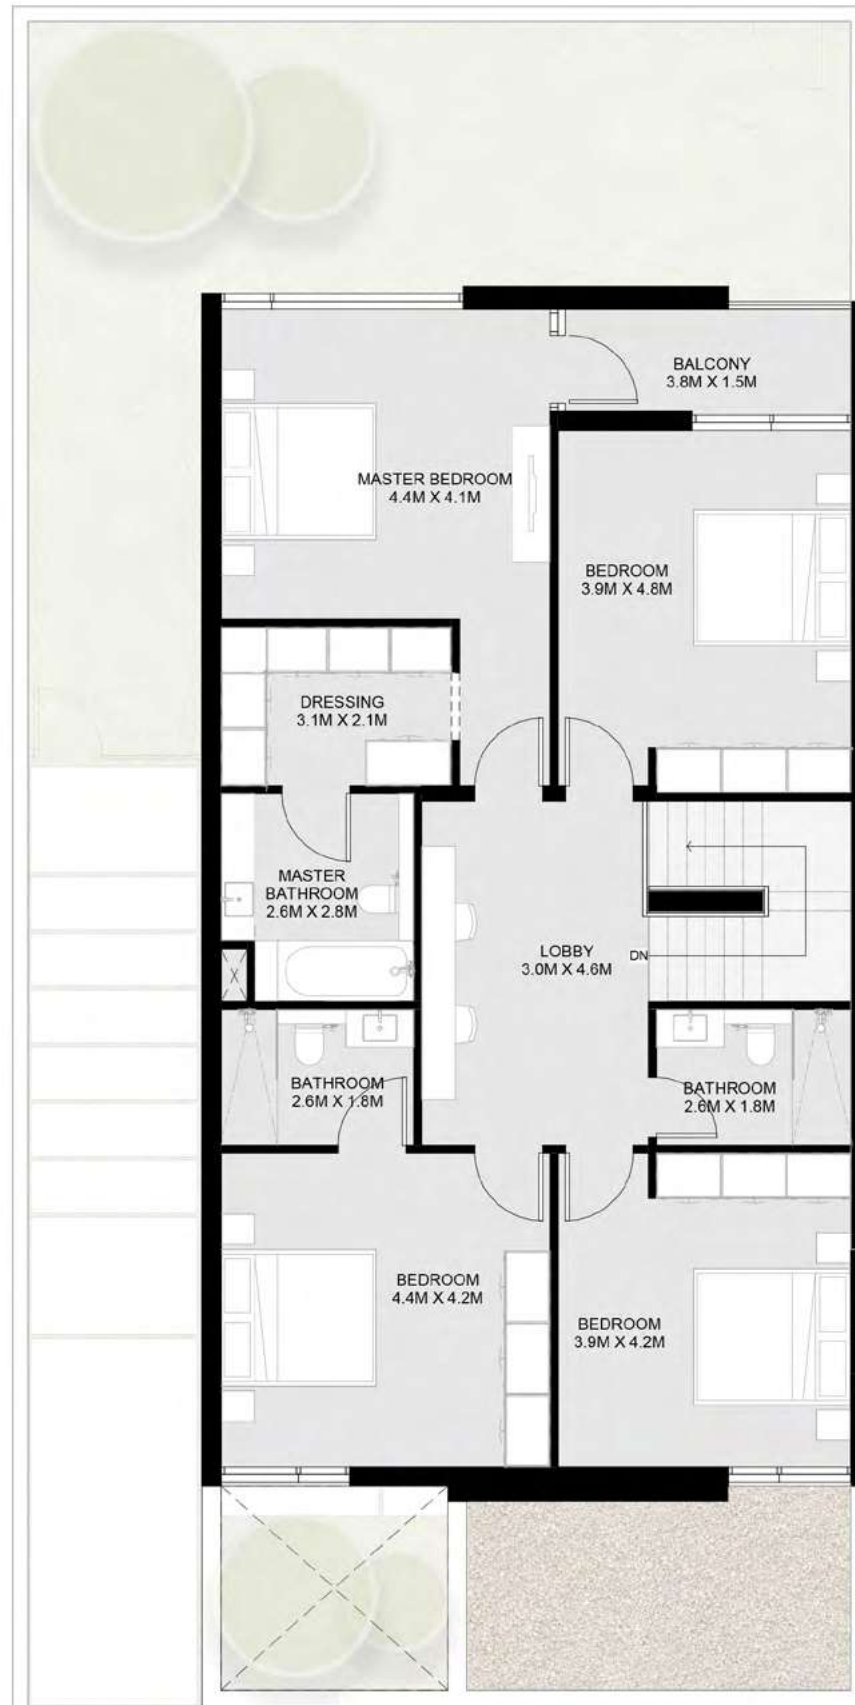 BALCONY
3.8M X 1.5M
MASTER BEDROOM
4.4M X 4.1M
BEDROOM
3.9M X 4.8M
DRESSING
3.1M X 2.1M
MASTER
BATHROOM
2.6M X 2.8M
LOBBY
3.0M X 4.6M
DN
BATHROOM
2.6M X 1.8M
BATHROOM
2.6M X 1.8M
BEDROOM
4.4M X 4.2M
BEDROOM
3.9M X 4.2M